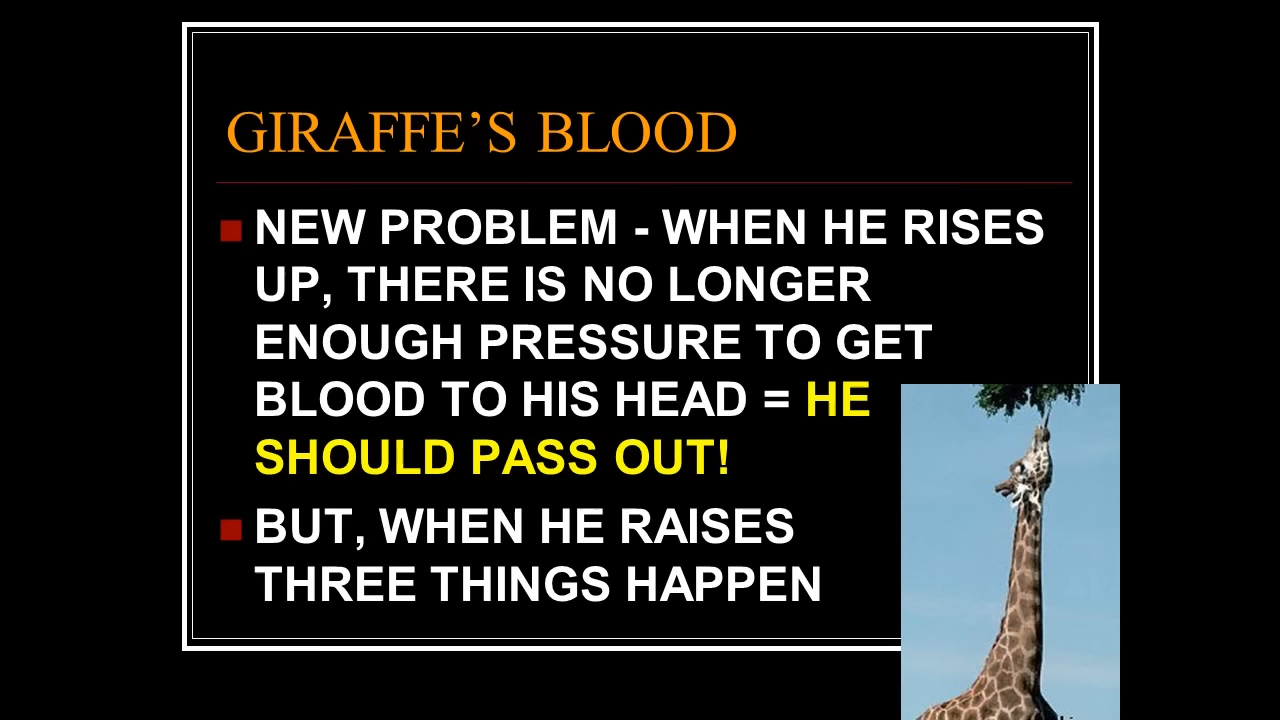 GIRAFFE’S BLOOD
NEW PROBLEM - WHEN HE RISES
UP, THERE IS NO LONGER
ENOUGH PRESSURE TO GET
BLOOD TO HIS HEAD = HE
SHOULD PASS OUT!
BUT, WHEN HE RAISES
THREE THINGS HAPPEN